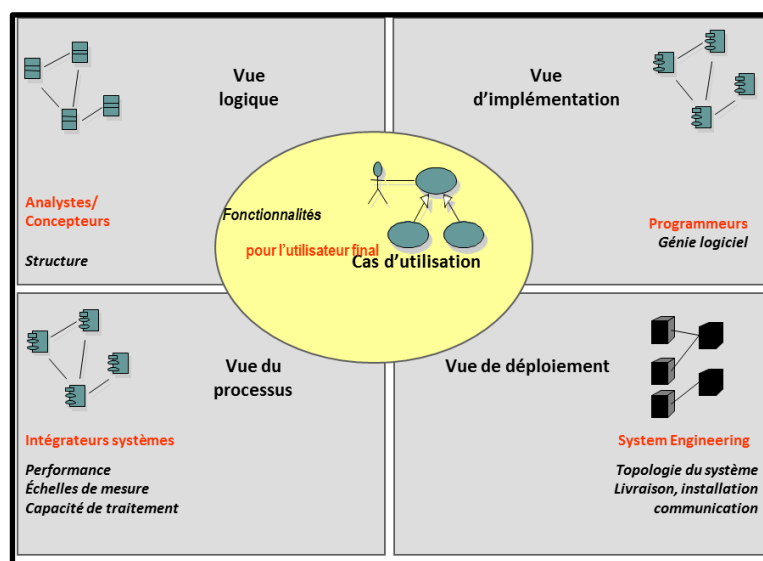 Vue
logique
Analystes/
Concepteurs
Structure
Vue
d'implémentation
Programmeurs
Génie logiciel
Fonctionnalités
pour l'utilisateur final
Cas d'utilisation
Vue du
processus
Intégrateurs systèmes
Performance
Échelles de mesure
Capacité de traitement
Vue de déploiement
System Engineering
Topologie du système
Livraison, installation
communication